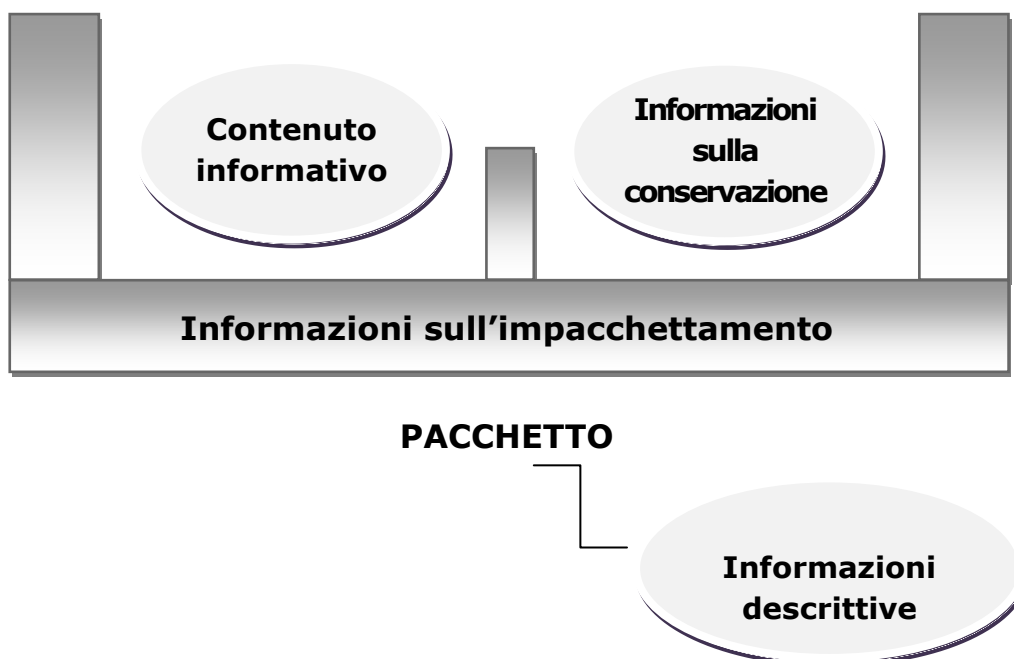 Contenuto
informativo
Informazioni
sulla
conservazione
Informazioni sull’impacchettamento
PACCHETTO
Informazioni
descrittive